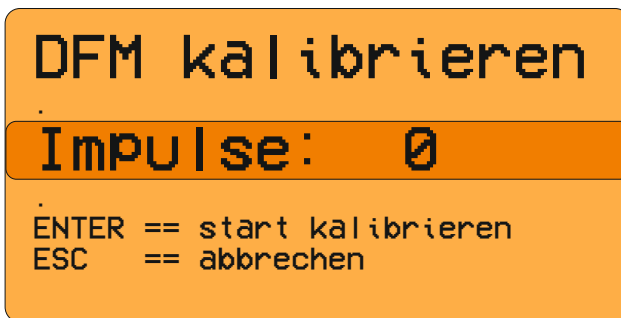 DFM kalibrieren
.
Impulse: 0
.
ENTER == start kalibrieren
ESC == abbrechen